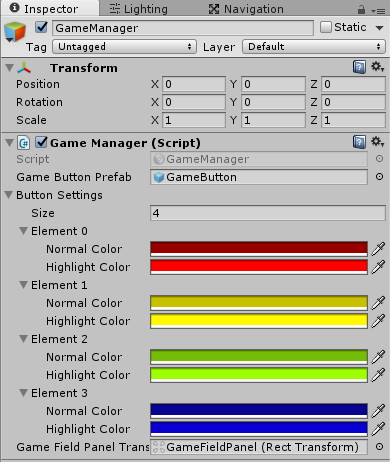 Inspector Lighting Navigation
GameManager Static
Tag Untagged Layer Default
Transform
Position X 0 Y 0 Z 0
Rotation X 0 Y 0 Z 0
Scale X 1 Y 1 Z 1
Game Manager (Script)
Script GameManager
Game Button Prefab GameButton
Button Settings
Size 4
Element 0
Normal Color
Highlight Color
Element 1
Normal Color
Highlight Color
Element 2
Normal Color
Highlight Color
Element 3
Normal Color
Highlight Color
Game Field Panel Trans GameFieldPanel (Rect Transform)